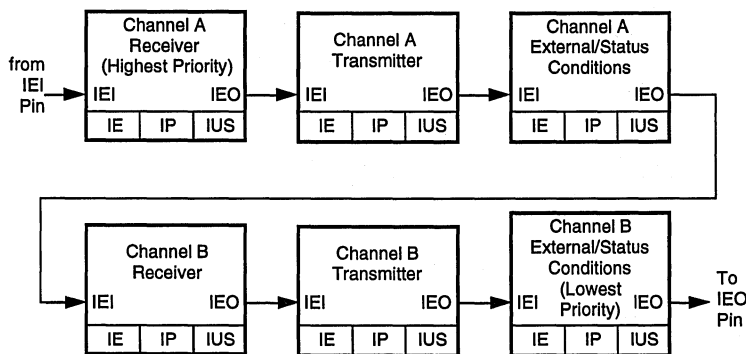 from
IEI
Pin
Channel A
Receiver
(Highest Priority)
IEI IEO
IE IP IUS
Channel A
Transmitter
IEI IEO
IE IP IUS
Channel A
External/Status
Conditions
IEI IEO
IE IP IUS
Channel B
Receiver
IEI IEO
IE IP IUS
Channel B
Transmitter
IEI IEO
IE IP IUS
Channel B
External/Status
Conditions
(Lowest
IEI Priority) IEO
IE IP IUS
To
IEO
Pin